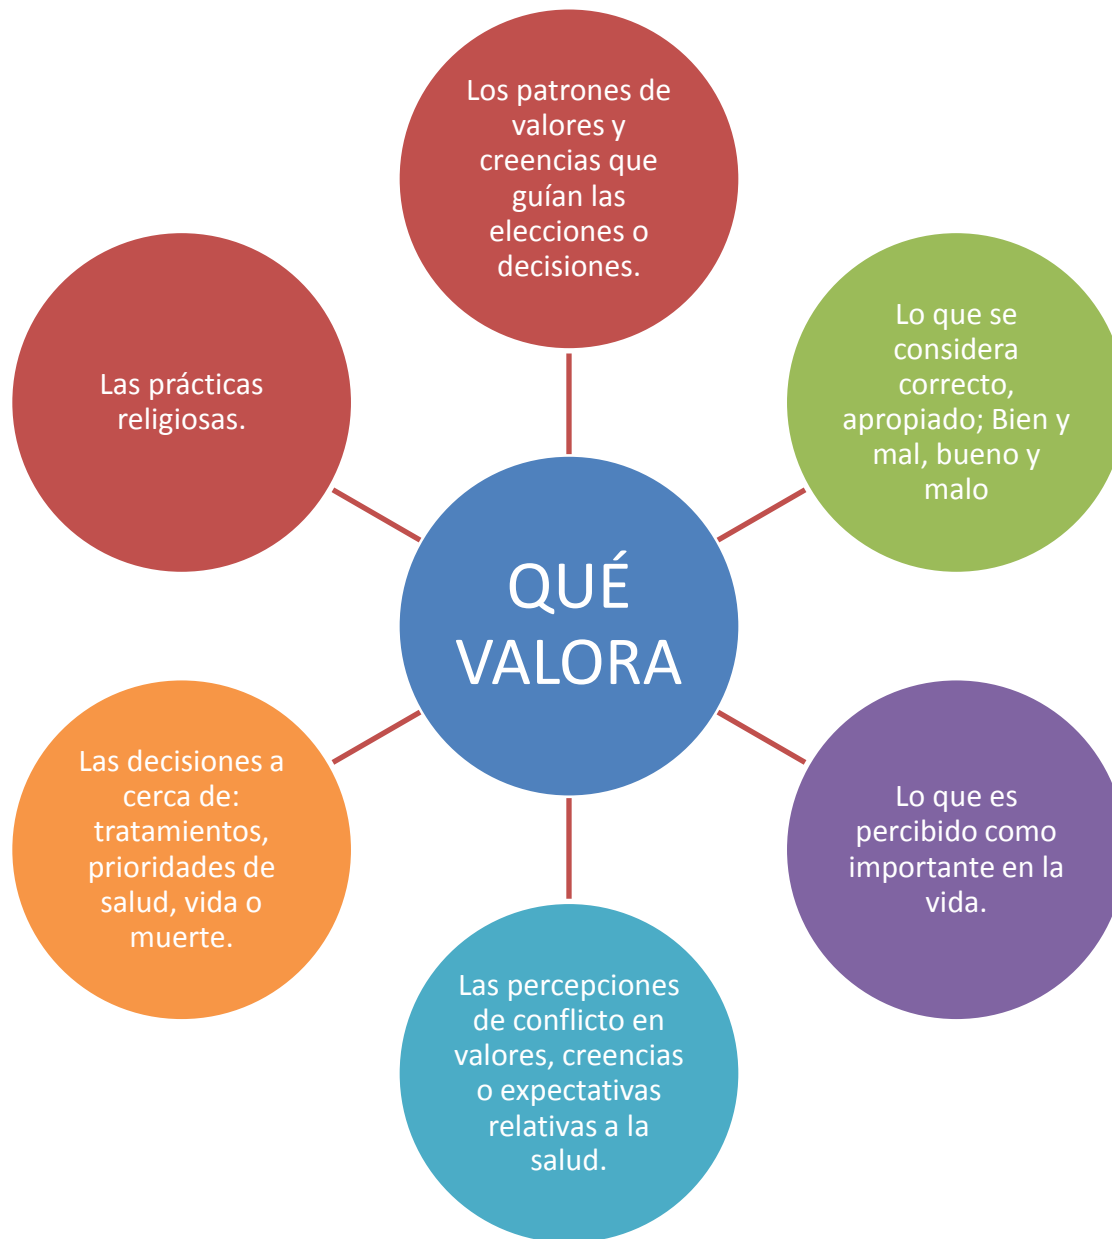 Los patrones de
valores y
creencias que
guían las
elecciones o
decisiones.
Lo que se
considera
correcto,
apropiado; Bien y
mal, bueno y
malo
Las prácticas
religiosas.
QUÉ
VALORA
Las decisiones a
cerca de:
tratamientos,
prioridades de
salud, vida o
muerte.
Lo que es
percibido como
importante en la
vida.
Las percepciones
de conflicto en
valores, creencias
o expectativas
relativas a la
salud.